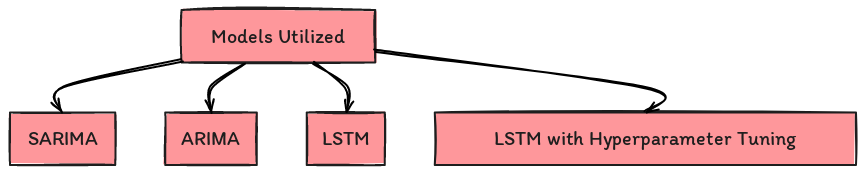 Models Utilized
SARIMA
ARIMA
LSTM
LSTM with Hyperparameter Tuning